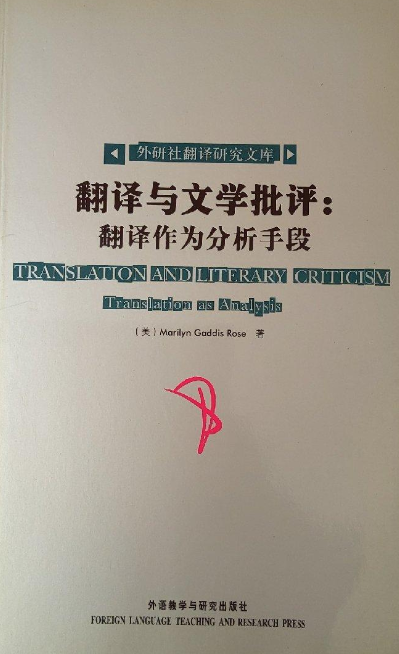 外研社翻译研究文库
翻译与文学批评：
翻译作为分析手段
TRANSLATION AND LITERARY CRITICISM
Translation as Analysis
（美）Marilyn Gaddis Rose 著
外语教学与研究出版社
FOREIGN LANGUAGE TEACHING AND RESEARCH PRESS